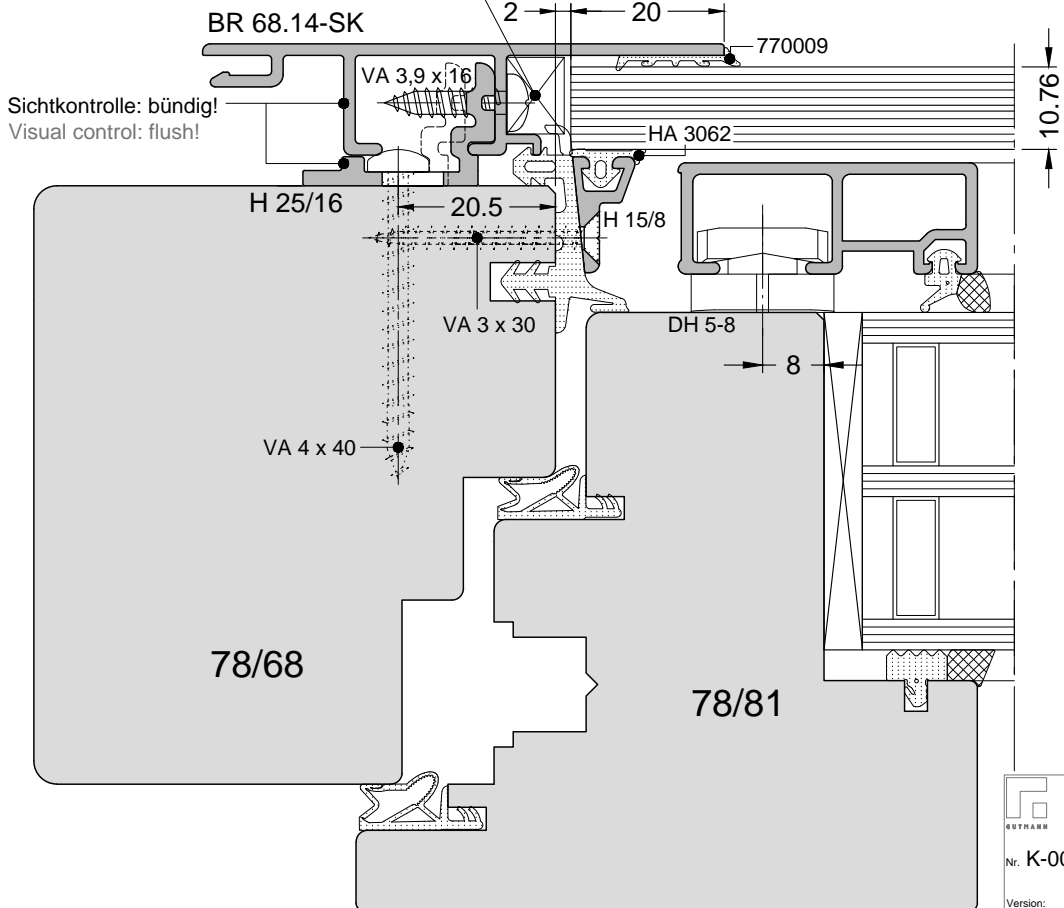 BR 68.14-SK
2
20
770009
VA 3,9 x 16
Sichtkontrolle: bündig!
Visual control: flush!
10.76
HA 3062
H 25/16
20.5
H 15/8
VA 3 x 30
DH 5-8
8
VA 4 x 40
78/68
78/81
GUTMANN
Nr. K-00
Version: